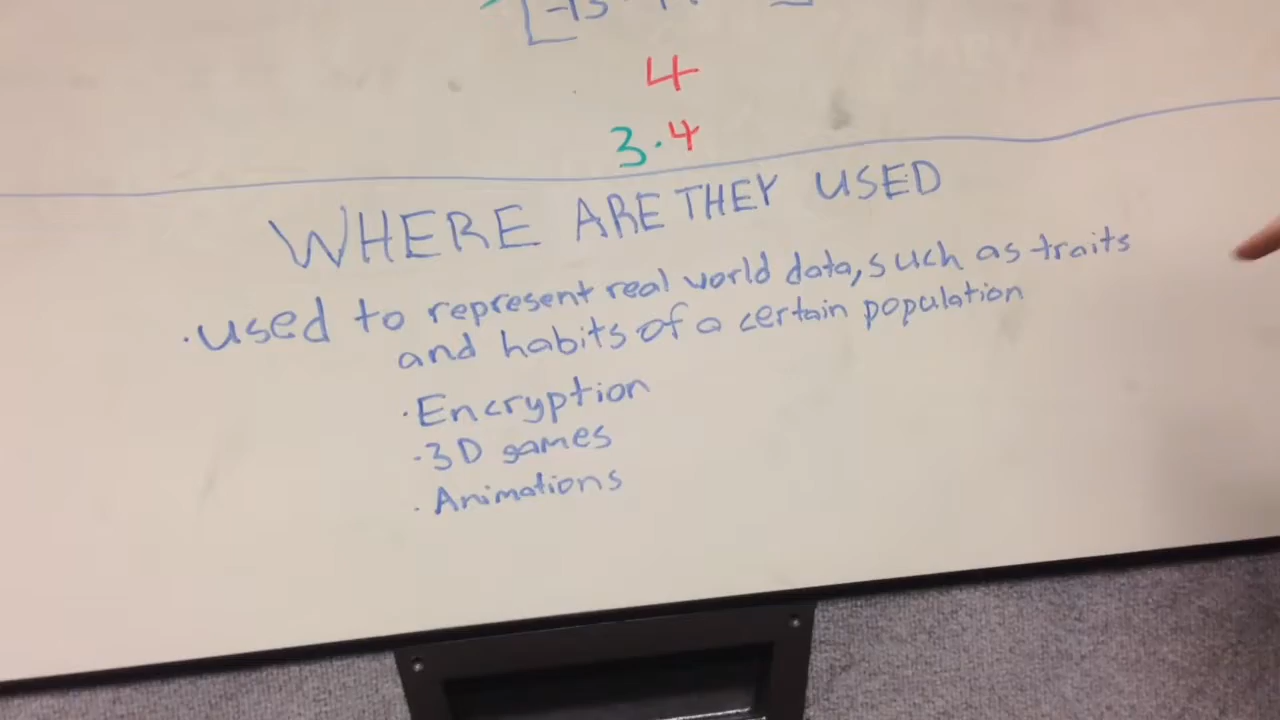 4
3.4
WHERE ARE THEY USED
· used to represent real world data, such as traits
and habits of a certain population
· Encryption
· 3D games
· Animations